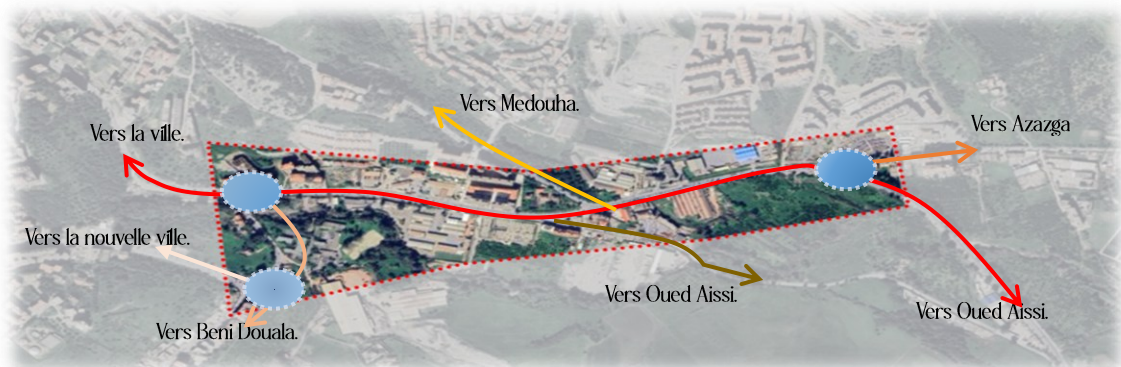 Vers Medouha.
Vers la ville.
Vers Azazga
Vers la nouvelle ville.
Vers Oued Aissi.
Vers Oued Aissi.
Vers Beni Douala.